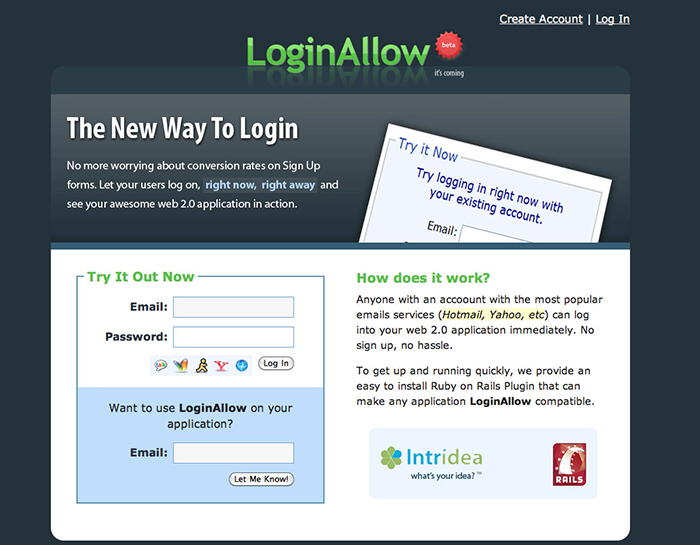 Create Account | Log In
LoginAllow
beta
it's coming
The New Way To Login
No more worrying about conversion rates on Sign Up
forms. Let your users log on, right now, right away and
see your awesome web 2.0 application in action.
Try it Now
Try logging in right now with
your existing account.
Email:
Try It Out Now
Email:
Password:
Log In
Want to use LoginAllow on your
application?
Email:
Let Me Know!
How does it work?
Anyone with an accoount with the most popular
emails services (Hotmail, Yahoo, etc) can log
into your web 2.0 application immediately. No
sign up, no hassle.
To get up and running quickly, we provide an
easy to install Ruby on Rails Plugin that can
make any application LoginAllow compatible.
Intridea
what's your idea? ™
RAILS